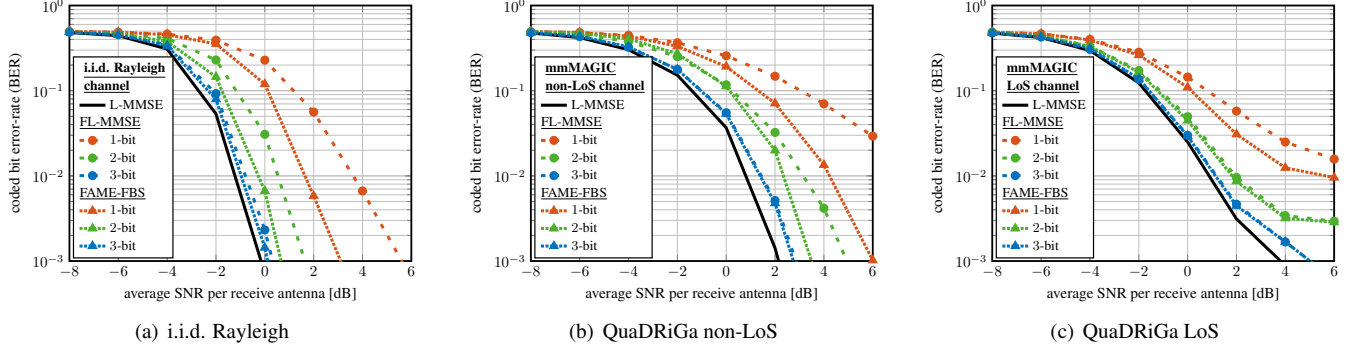 10^0
10^-1
10^-2
10^-3
coded bit error-rate (BER)
−8 −6 −4 −2 0 2 4 6
average SNR per receive antenna [dB]
i.i.d. Rayleigh
channel
L-MMSE
FL-MMSE
1-bit
2-bit
3-bit
FAME-FBS
1-bit
2-bit
3-bit
(a) i.i.d. Rayleigh
10^0
10^-1
10^-2
10^-3
coded bit error-rate (BER)
−8 −6 −4 −2 0 2 4 6
average SNR per receive antenna [dB]
mmMAGIC
non-LoS channel
L-MMSE
FL-MMSE
1-bit
2-bit
3-bit
FAME-FBS
1-bit
2-bit
3-bit
(b) QuaDRiGa non-LoS
10^0
10^-1
10^-2
10^-3
coded bit error-rate (BER)
−8 −6 −4 −2 0 2 4 6
average SNR per receive antenna [dB]
mmMAGIC
LoS channel
L-MMSE
FL-MMSE
1-bit
2-bit
3-bit
FAME-FBS
1-bit
2-bit
3-bit
(c) QuaDRiGa LoS